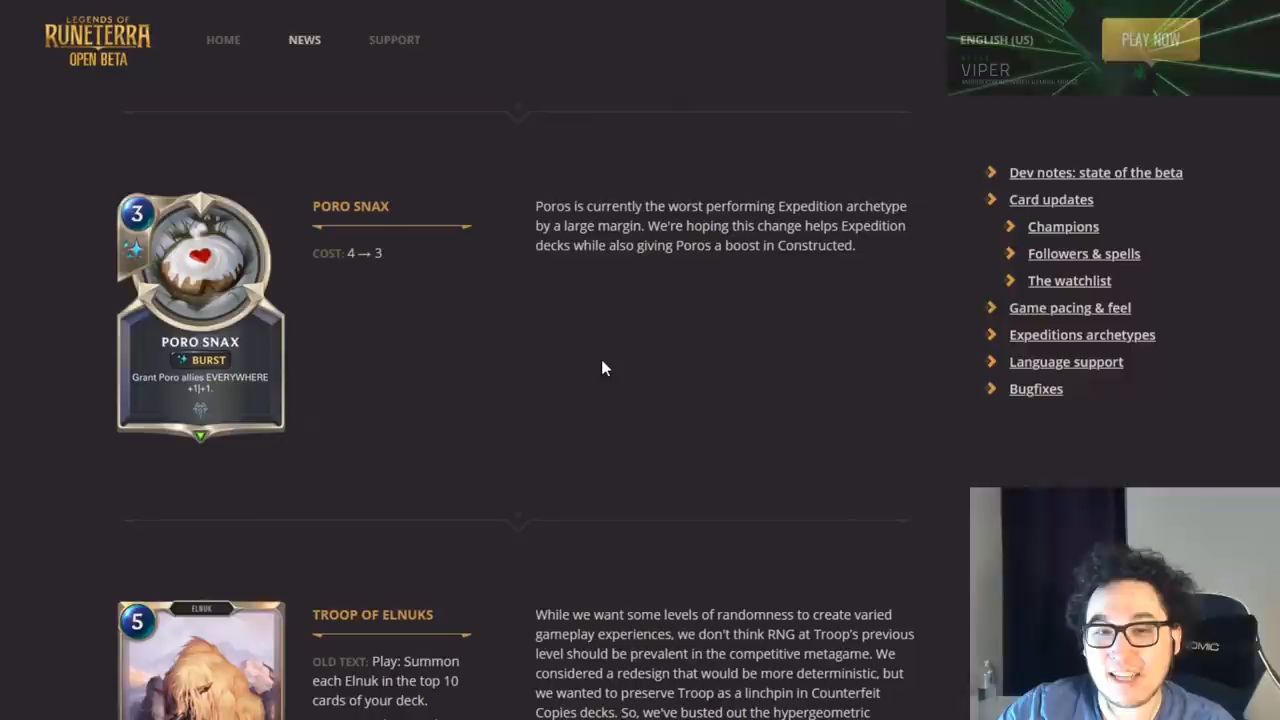 LEGENDS OF
RUNETERRA
OPEN BETA
HOME
NEWS
SUPPORT
ENGLISH (US)
PLAY NOW
VIPER
3
PORO SNAX
BURST
Grant Poro allies EVERYWHERE
+1|+1.
PORO SNAX
COST: 4 → 3
Poros is currently the worst performing Expedition archetype
by a large margin. We're hoping this change helps Expedition
decks while also giving Poros a boost in Constructed.
Dev notes: state of the beta
Card updates
Champions
Followers & spells
The watchlist
Game pacing & feel
Expeditions archetypes
Language support
Bugfixes
5
ELNUK
TROOP OF ELNUKS
OLD TEXT: Play: Summon
each Elnuk in the top 10
cards of your deck.
While we want some levels of randomness to create varied
gameplay experiences, we don't think RNG at Troop's previous
level should be prevalent in the competitive metagame. We
considered a redesign that would be more deterministic, but
we wanted to preserve Troop as a linchpin in Counterfeit
Copies decks. So, we've busted out the hypergeometric